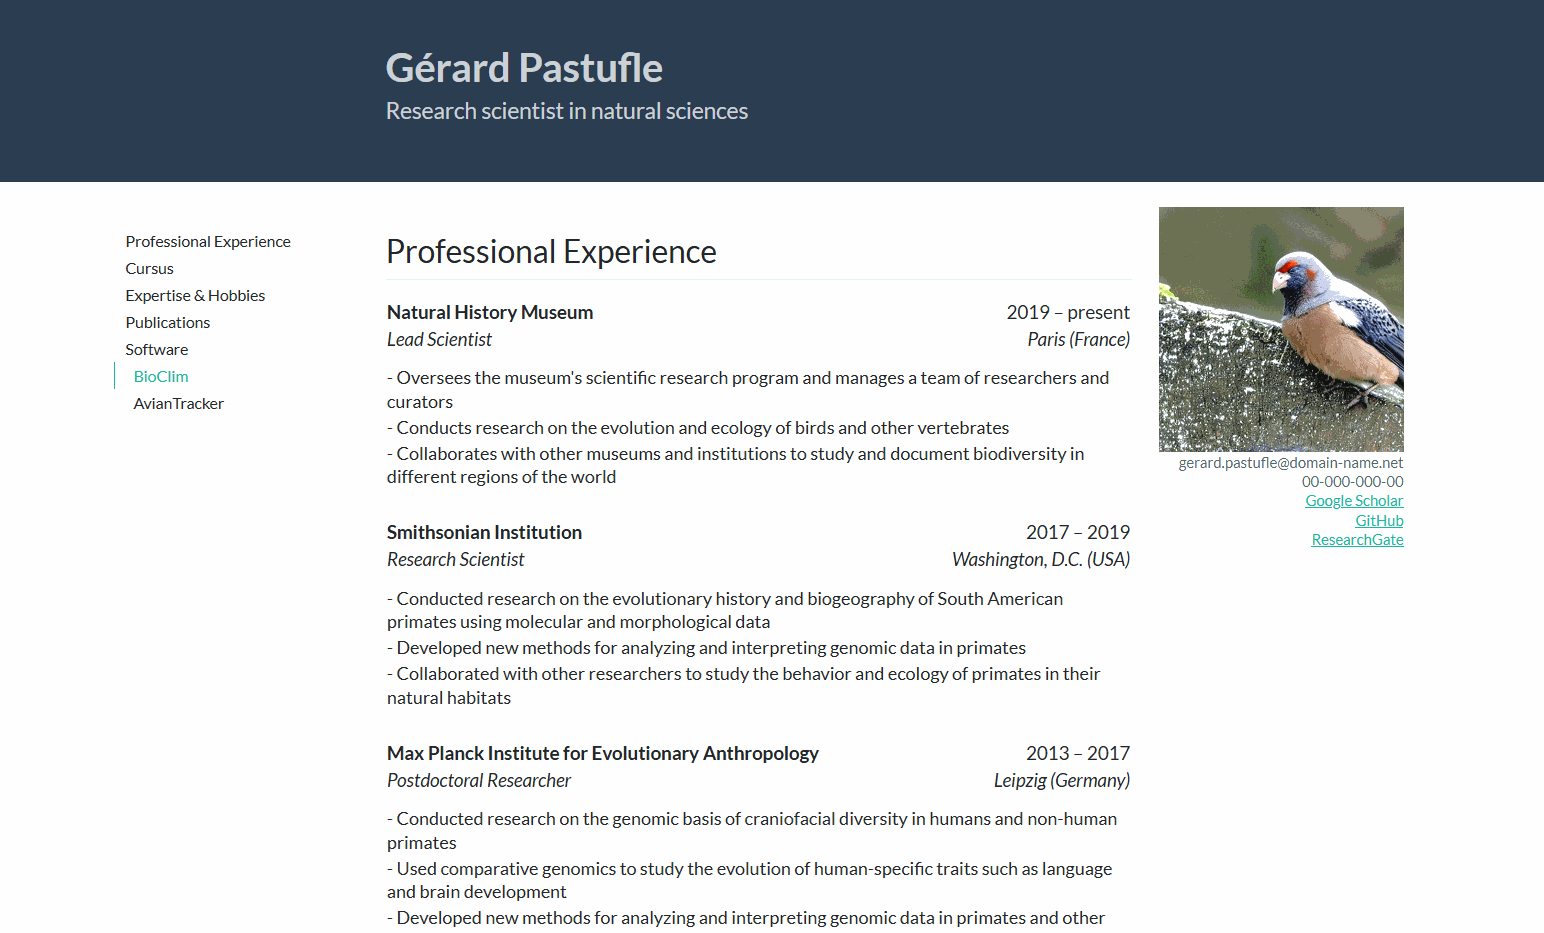 Gérard Pastufle
Research scientist in natural sciences
Professional Experience
Cursus
Expertise & Hobbies
Publications
Software
BioClim
AvianTracker
Professional Experience
Natural History Museum 2019 – present
Lead Scientist Paris (France)
- Oversees the museum's scientific research program and manages a team of researchers and
curators
- Conducts research on the evolution and ecology of birds and other vertebrates
- Collaborates with other museums and institutions to study and document biodiversity in
different regions of the world
Smithsonian Institution 2017 – 2019
Research Scientist Washington, D.C. (USA)
- Conducted research on the evolutionary history and biogeography of South American
primates using molecular and morphological data
- Developed new methods for analyzing and interpreting genomic data in primates
- Collaborated with other researchers to study the behavior and ecology of primates in their
natural habitats
Max Planck Institute for Evolutionary Anthropology 2013 – 2017
Postdoctoral Researcher Leipzig (Germany)
- Conducted research on the genomic basis of craniofacial diversity in humans and non-human
primates
- Used comparative genomics to study the evolution of human-specific traits such as language
and brain development
- Developed new methods for analyzing and interpreting genomic data in primates and other
gerard.pastufle@domain-name.net
00-000-000-00
Google Scholar
GitHub
ResearchGate